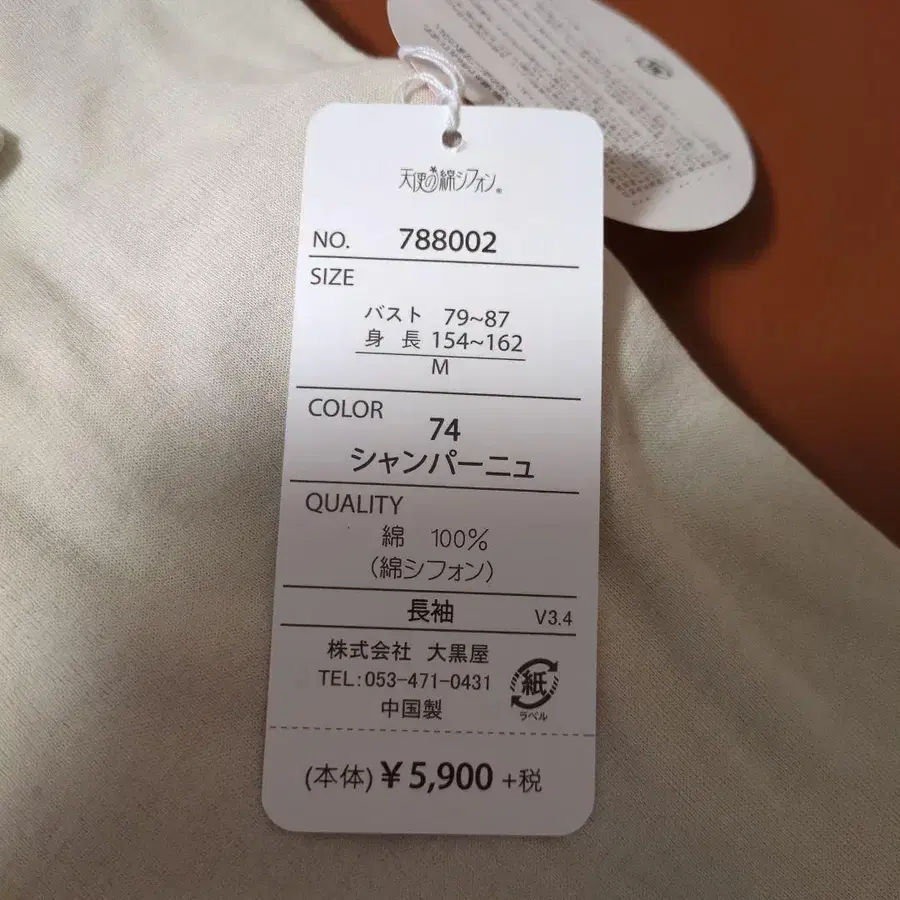 天使の綿シフォン®
NO. 788002
SIZE
バスト 79~87
身 長 154~162
M
COLOR
74
シャンパーニュ
QUALITY
綿 100%
(綿シフォン)
長袖 V3.4
株式会社 大黒屋
TEL:053-471-0431
中国製
紙
ラベル
(本体) ¥5,900 +税